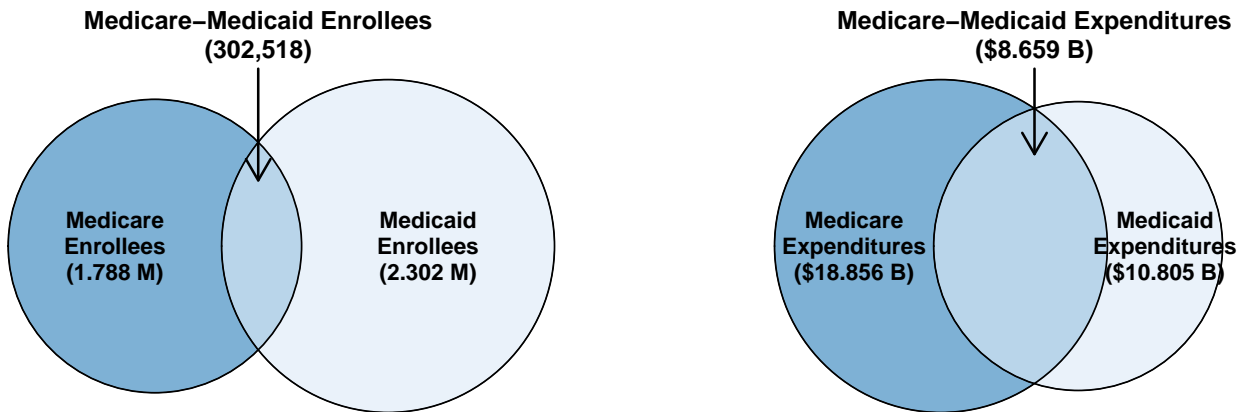 Medicare–Medicaid Enrollees
(302,518)
Medicare
Enrollees
(1.788 M)
Medicaid
Enrollees
(2.302 M)
Medicare–Medicaid Expenditures
($8.659 B)
Medicare
Expenditures
($18.856 B)
Medicaid
Expenditures
($10.805 B)